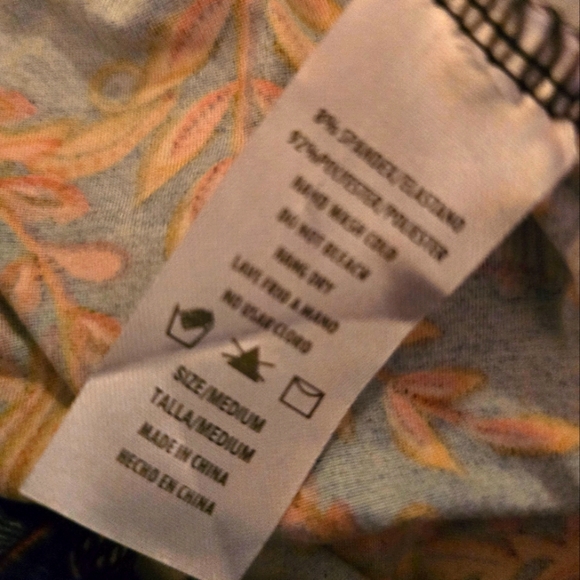 8% SPANDEX/ELASTANO
92%POLYESTER/POLIESTER
HAND WASH COLD
DO NOT BLEACH
HANG DRY
LAVE FRIO A MANO
NO USAR CLORO
SIZE/MEDIUM
TALLA/MEDIUM
MADE IN CHINA
HECHO EN CHINA